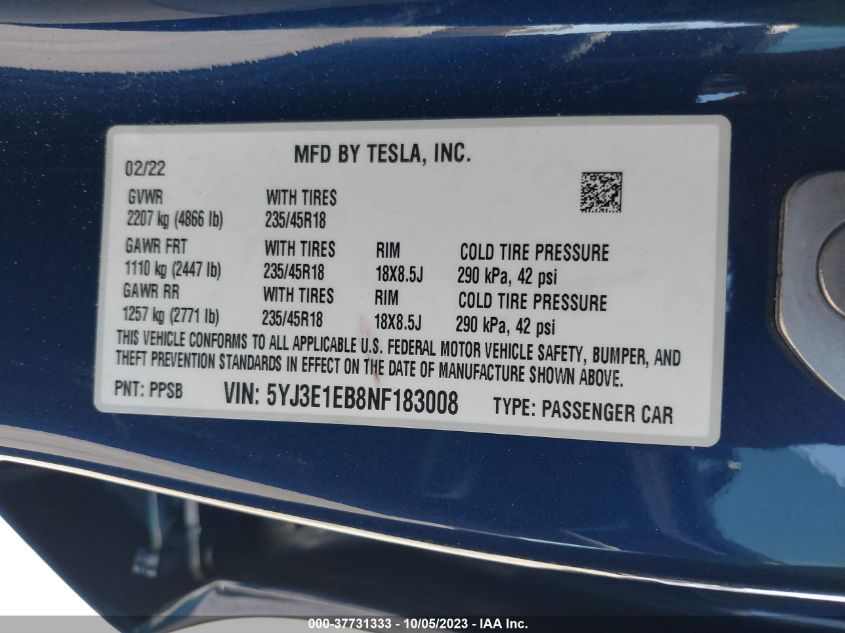 MFD BY TESLA, INC.
02/22
GVWR WITH TIRES
2207 kg (4866 lb) 235/45R18
GAWR FRT WITH TIRES RIM COLD TIRE PRESSURE
1110 kg (2447 lb) 235/45R18 18X8.5J 290 kPa, 42 psi
GAWR RR WITH TIRES RIM COLD TIRE PRESSURE
1257 kg (2771 lb) 235/45R18 18X8.5J 290 kPa, 42 psi
THIS VEHICLE CONFORMS TO ALL APPLICABLE U.S. FEDERAL MOTOR VEHICLE SAFETY, BUMPER, AND
THEFT PREVENTION STANDARDS IN EFFECT ON THE DATE OF MANUFACTURE SHOWN ABOVE.
PNT: PPSB VIN: 5YJ3E1EB8NF183008 TYPE: PASSENGER CAR
000-37731333 - 10/05/2023 - IAA Inc.